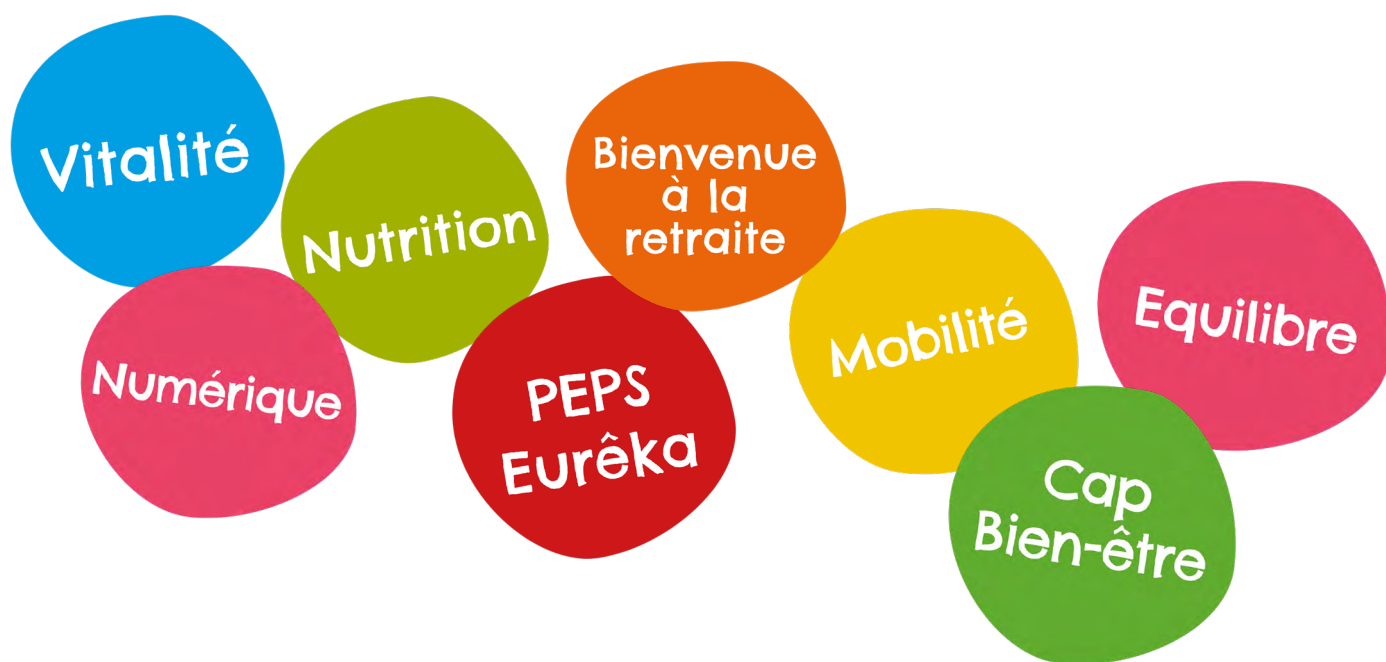 Vitalité
Nutrition
Bienvenue
à la
retraite
Numérique
PEPS
Eurêka
Mobilité
Equilibre
Cap
Bien-être